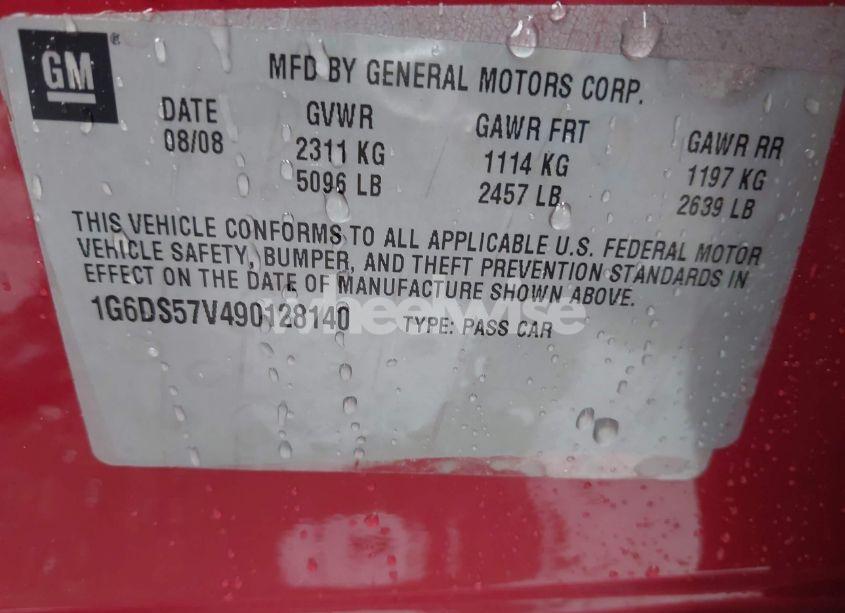 GM®
MFD BY GENERAL MOTORS CORP.
DATE GVWR GAWR FRT GAWR RR
08/08 2311 KG 1114 KG 1197 KG
5096 LB 2457 LB 2639 LB
THIS VEHICLE CONFORMS TO ALL APPLICABLE U.S. FEDERAL MOTOR
VEHICLE SAFETY, BUMPER, AND THEFT PREVENTION STANDARDS IN
EFFECT ON THE DATE OF MANUFACTURE SHOWN ABOVE.
1G6DS57V490128140 TYPE: PASS CAR
wheelwise